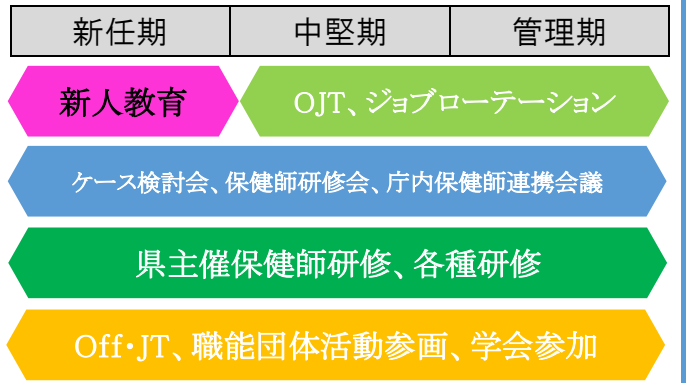 新任期 中堅期 管理期
新人教育 OJT、ジョブローテーション
ケース検討会、保健師研修会、庁内保健師連携会議
県主催保健師研修、各種研修
Off・JT、職能団体活動参画、学会参加